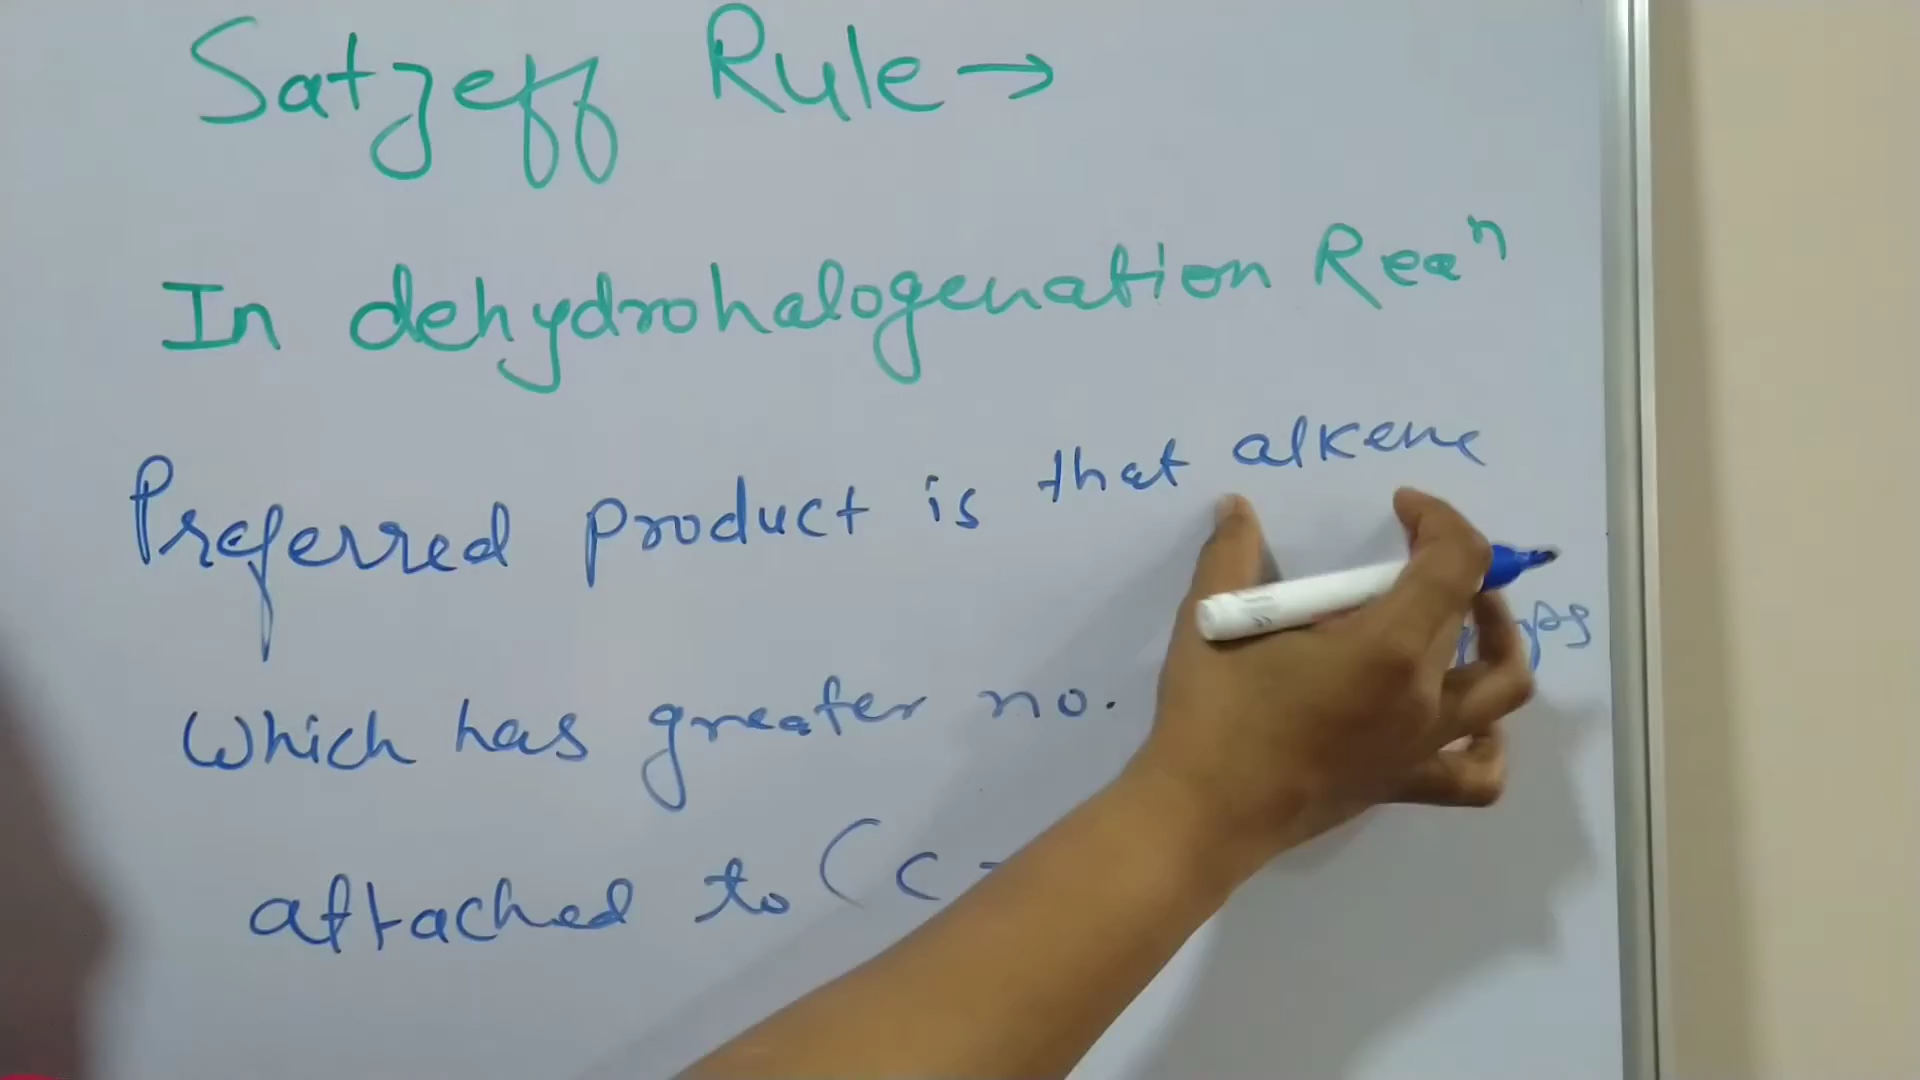 Satzeff Rule →
In dehydrohalogenation Reaⁿ
Preferred product is that alkene
which has greater no.
attached to (C